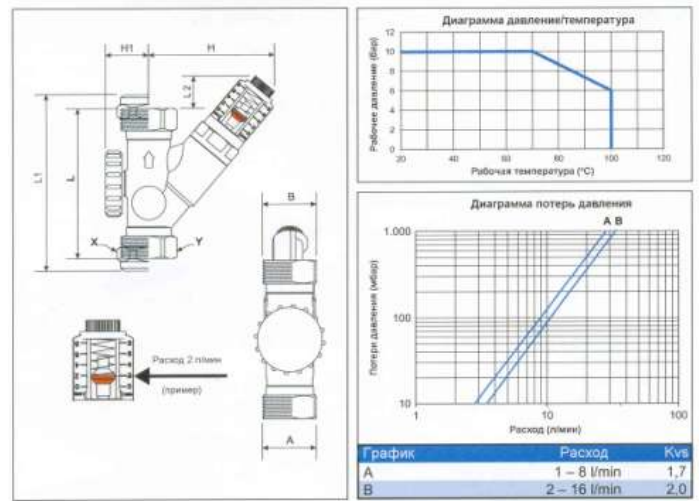 H1
H
L 2
L1
L
X
Y
B
Расход 2 л/мин
(пример)
A
Диаграмма давление/температура
Рабочее давление (бар)
12
10
8
6
4
2
0
20 40 60 80 100 120
Рабочая температура (°C)
Диаграмма потерь давления
A B
Потери давления (мбар)
1.000
100
10
1 10 100
Расход (л/мин)
График Расход Kvs
A 1 – 8 l/min 1,7
B 2 – 16 l/min 2,0